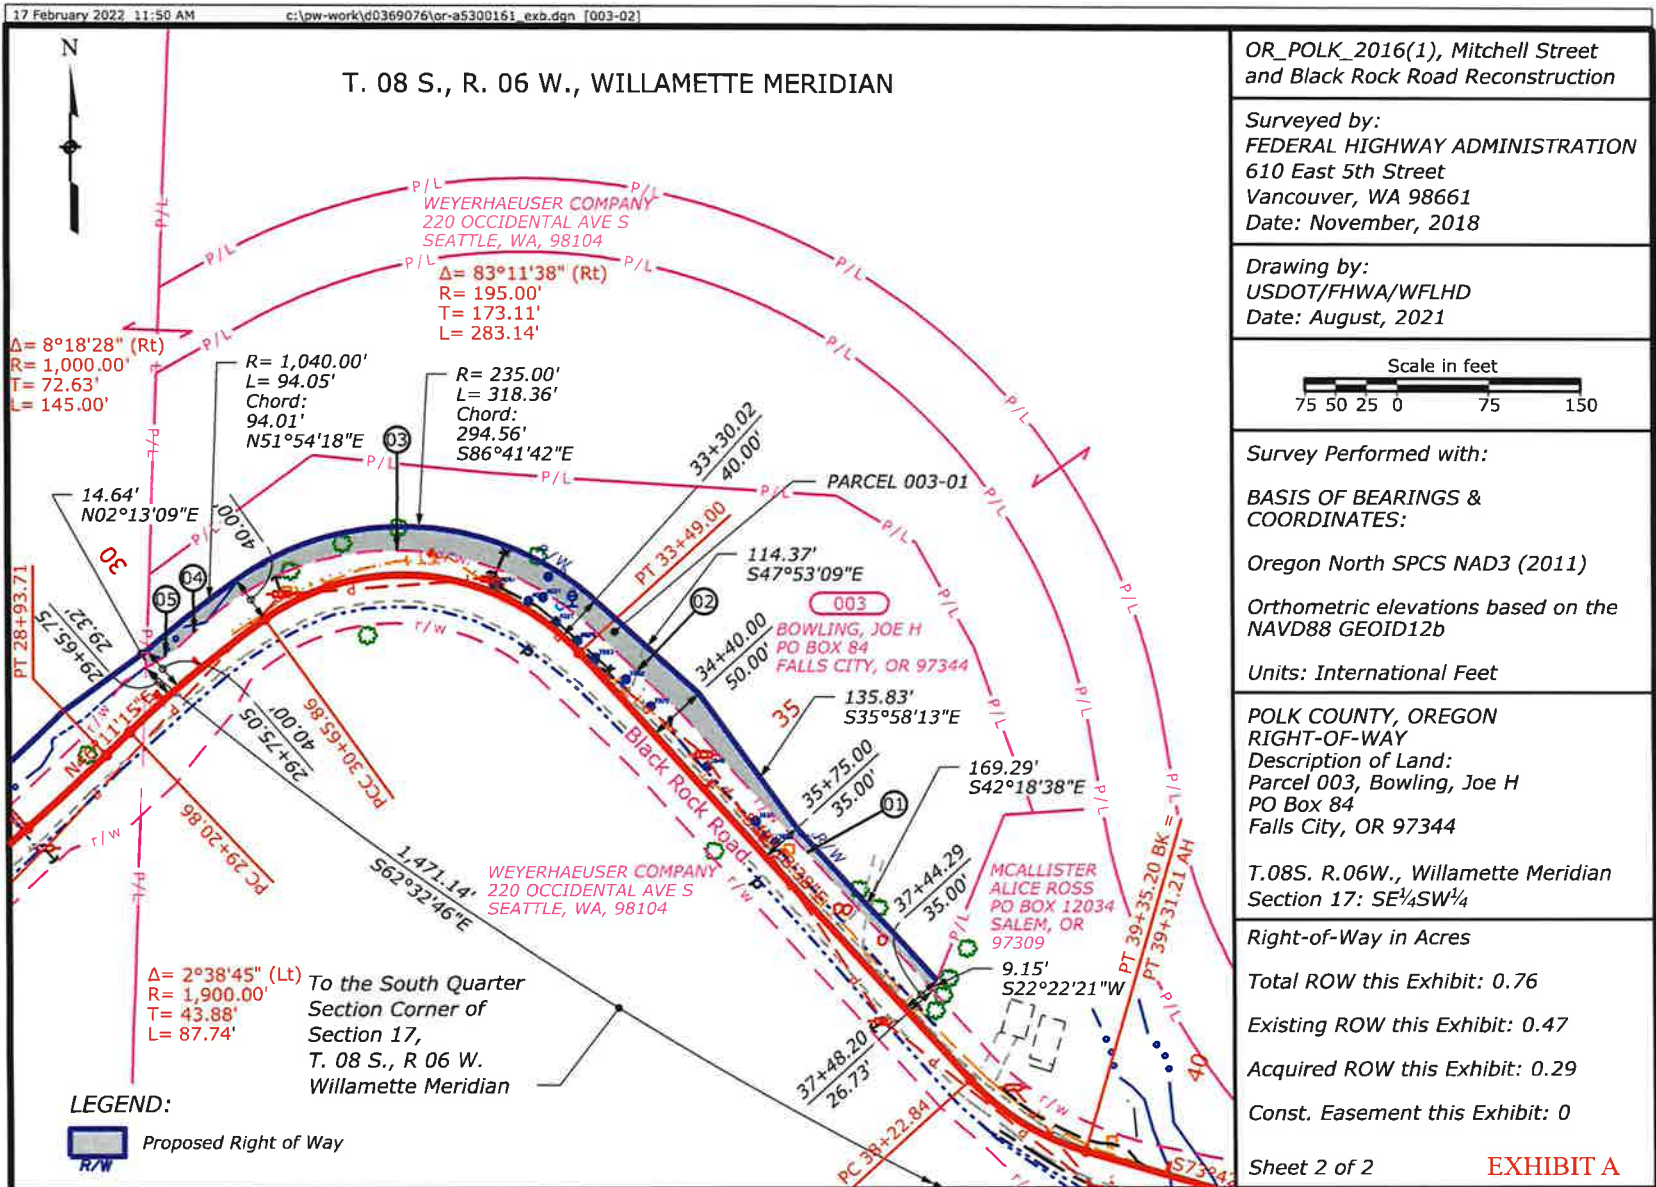 17 February 2022 11:50 AM c:\pw-work\d0369076\or-a5300161_exb.dgn [003-02]
N
T. 08 S., R. 06 W., WILLAMETTE MERIDIAN
P/L
P/L
P/L
WEYERHAEUSER COMPANY
220 OCCIDENTAL AVE S
SEATTLE, WA, 98104
P/L
P/L
P/L
P/L
Δ= 83°11'38" (Rt)
R= 195.00'
T= 173.11'
L= 283.14'
Δ= 8°18'28" (Rt)
R= 1,000.00'
T= 72.63'
L= 145.00'
P/L
P/L
P/L
R= 1,040.00'
L= 94.05'
Chord:
94.01'
N51°54'18"E
R= 235.00'
L= 318.36'
Chord:
294.56'
S86°41'42"E
03
P/L
P/L
P/L
P/L
P/L
P/L
33+30.02
40.00'
PARCEL 003-01
14.64'
N02°13'09"E
40.00'
P/L
30
R/W
PT 33+49.00
114.37'
S47°53'09"E
P/L
P/L
04
05
02
003
BOWLING, JOE H
PO BOX 84
FALLS CITY, OR 97344
r/w
PT 28+93.71
29+65.75
29.32'
P/L
34+40.00
50.00'
135.83'
S35°58'13"E
P/L
P/L
35
r/w
29+75.05
40.00'
PCC 30+65.86
Black Rock Road
35+75.00
35.00'
169.29'
S42°18'38"E
P/L
P/L
01
R/W
r/w
PC 29+20.86
1,471.14'
S62°32'46"E
WEYERHAEUSER COMPANY
220 OCCIDENTAL AVE S
SEATTLE, WA, 98104
r/w
P/L
37+44.29
35.00'
MCALLISTER
ALICE ROSS
PO BOX 12034
SALEM, OR
97309
P/L
PT 39+35.20 BK =
PT 39+31.21 AH
9.15'
S22°22'21"W
P/L
Δ= 2°38'45" (Lt)
R= 1,900.00'
T= 43.88'
L= 87.74'
To the South Quarter
Section Corner of
Section 17,
T. 08 S., R 06 W.
Willamette Meridian
37+48.20
26.73'
PC 38+22.84
r/w
40
r/w
LEGEND:
Proposed Right of Way
R/W
OR_POLK_2016(1), Mitchell Street
and Black Rock Road Reconstruction
Surveyed by:
FEDERAL HIGHWAY ADMINISTRATION
610 East 5th Street
Vancouver, WA 98661
Date: November, 2018
Drawing by:
USDOT/FHWA/WFLHD
Date: August, 2021
Scale in feet
75 50 25 0 75 150
Survey Performed with:
BASIS OF BEARINGS &
COORDINATES:
Oregon North SPCS NAD3 (2011)
Orthometric elevations based on the
NAVD88 GEOID12b
Units: International Feet
POLK COUNTY, OREGON
RIGHT-OF-WAY
Description of Land:
Parcel 003, Bowling, Joe H
PO Box 84
Falls City, OR 97344
T.08S. R.06W., Willamette Meridian
Section 17: SE¼SW¼
Right-of-Way in Acres
Total ROW this Exhibit: 0.76
Existing ROW this Exhibit: 0.47
Acquired ROW this Exhibit: 0.29
Const. Easement this Exhibit: 0
Sheet 2 of 2 EXHIBIT A